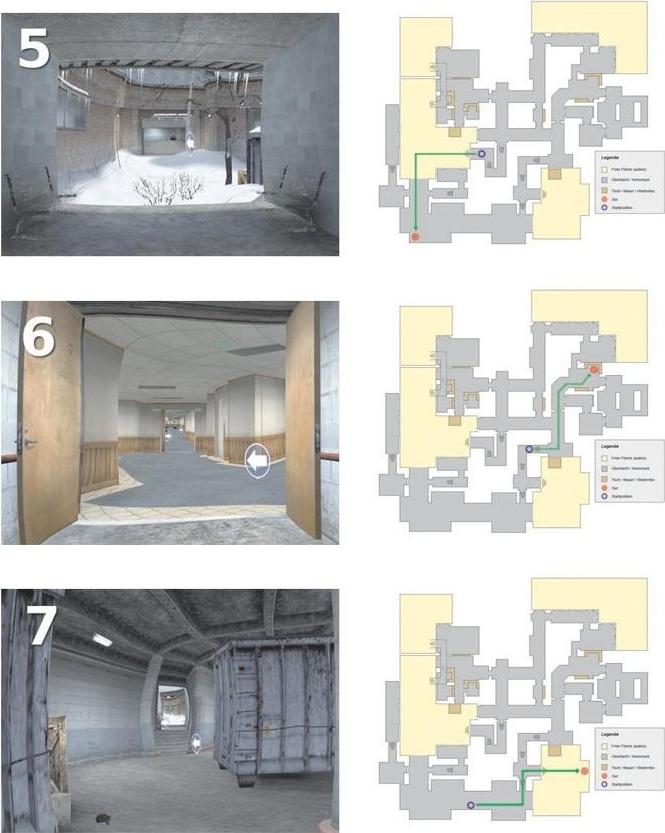 5
Legende
Freie Fläche (außen)
Überdacht / Innenraum
Tisch / Mauer / Hindernis
Ziel
Startposition
6
Legende
Freie Fläche (außen)
Überdacht / Innenraum
Tisch / Mauer / Hindernis
Ziel
Startposition
7
Legende
Freie Fläche (außen)
Überdacht / Innenraum
Tisch / Mauer / Hindernis
Ziel
Startposition